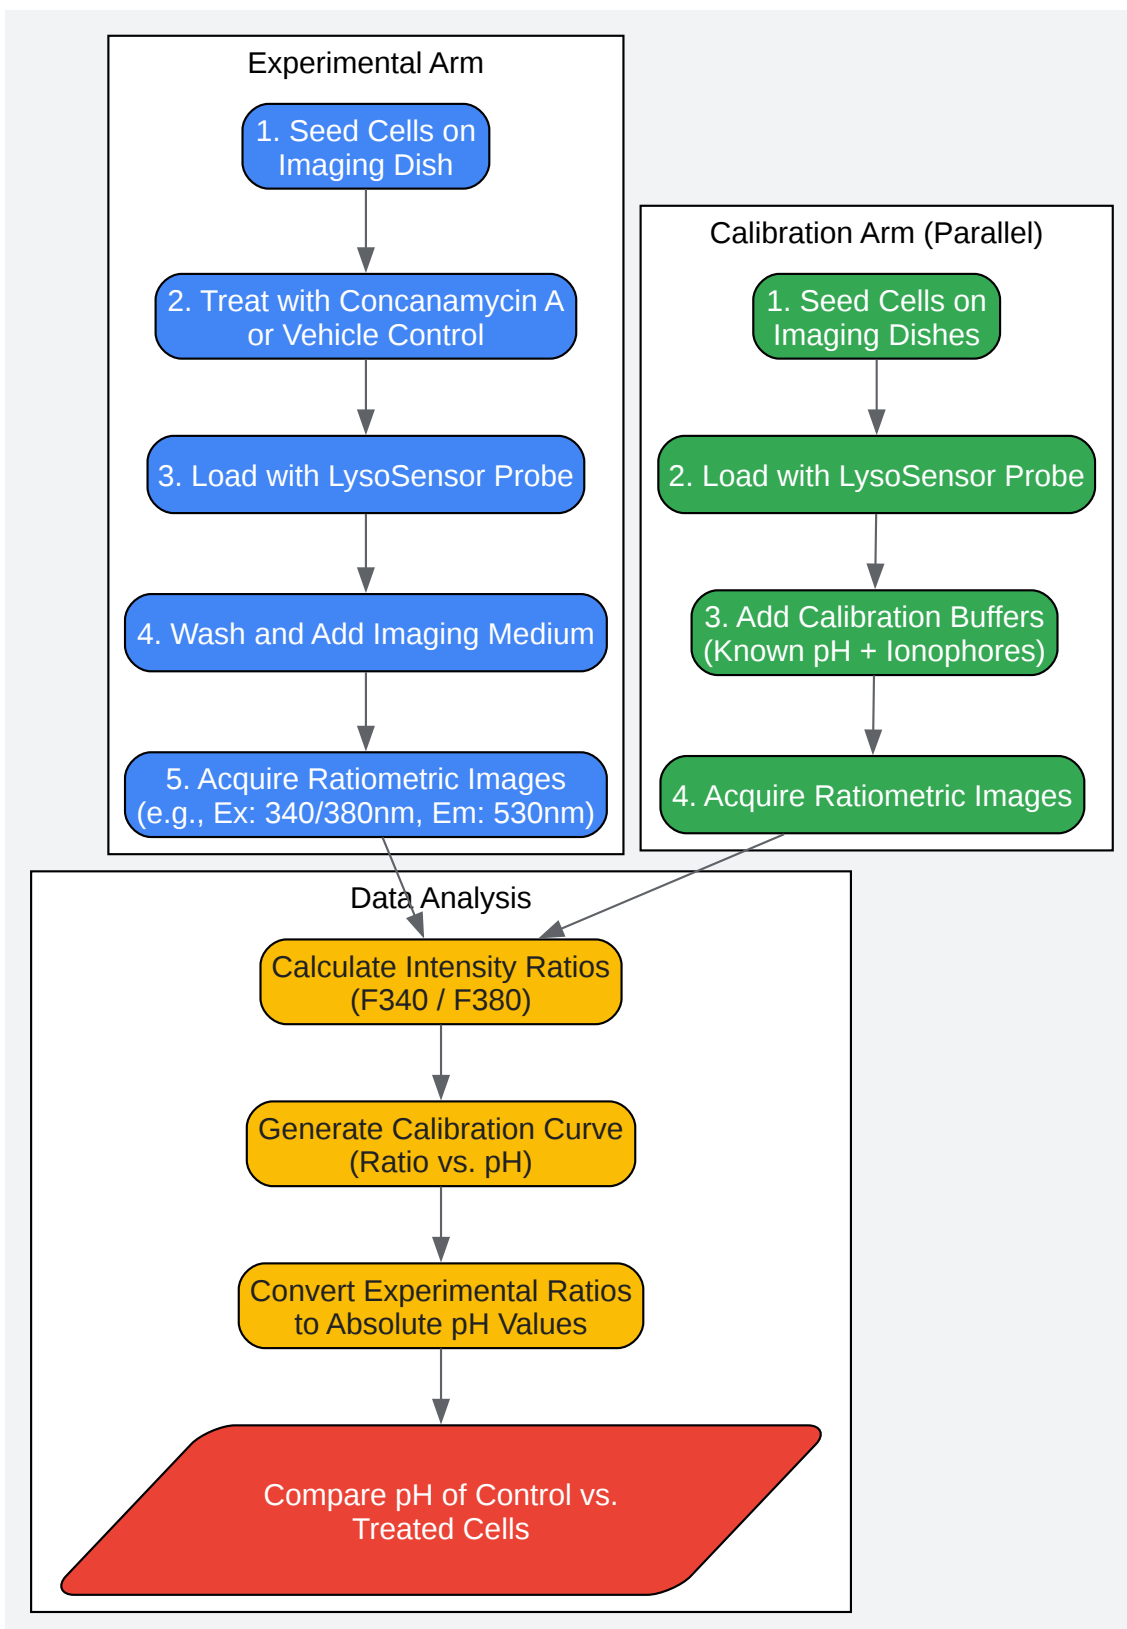 Experimental Arm
1. Seed Cells on
Imaging Dish
2. Treat with Concanamycin A
or Vehicle Control
3. Load with LysoSensor Probe
4. Wash and Add Imaging Medium
5. Acquire Ratiometric Images
(e.g., Ex: 340/380nm, Em: 530nm)
Calibration Arm (Parallel)
1. Seed Cells on
Imaging Dishes
2. Load with LysoSensor Probe
3. Add Calibration Buffers
(Known pH + Ionophores)
4. Acquire Ratiometric Images
Data Analysis
Calculate Intensity Ratios
(F340 / F380)
Generate Calibration Curve
(Ratio vs. pH)
Convert Experimental Ratios
to Absolute pH Values
Compare pH of Control vs.
Treated Cells